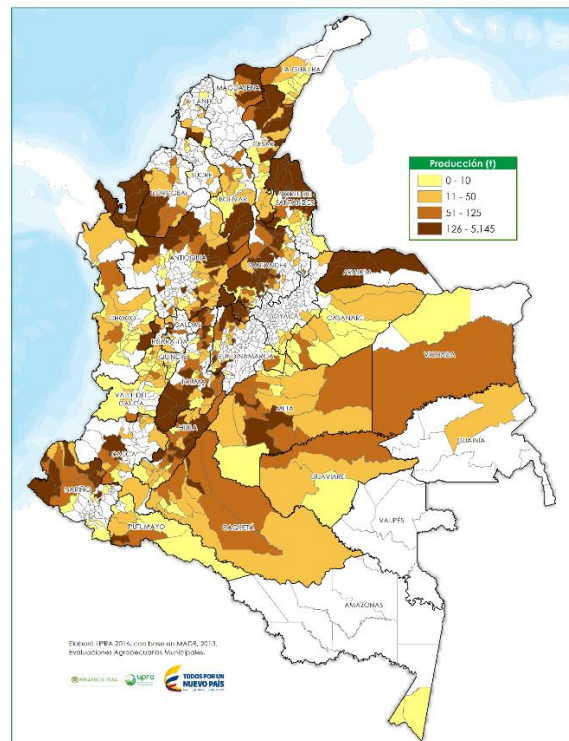 LA GUAJIRA
MAGDALENA
ATLÁNTICO
CESAR
SUCRE
CÓRDOBA
BOLÍVAR
NORTE DE
SANTANDER
Producción (t)
0 - 10
11 - 50
51 - 125
126 - 5.145
ANTIOQUIA
SANTANDER
ARAUCA
CHOCÓ
BOYACÁ
CASANARE
CALDAS
RISARALDA
CUNDINAMARCA
VICHADA
QUINDÍO
TOLIMA
VALLE DEL
CAUCA
META
GUAINÍA
HUILA
CAUCA
GUAVIARE
NARIÑO
VAUPÉS
CAQUETÁ
PUTUMAYO
AMAZONAS
Elaboró UPRA 2016, con base en MADR, 2013,
Evaluaciones Agropecuarias Municipales.
MINAGRICULTURA
upra
TODOS POR UN
NUEVO PAÍS